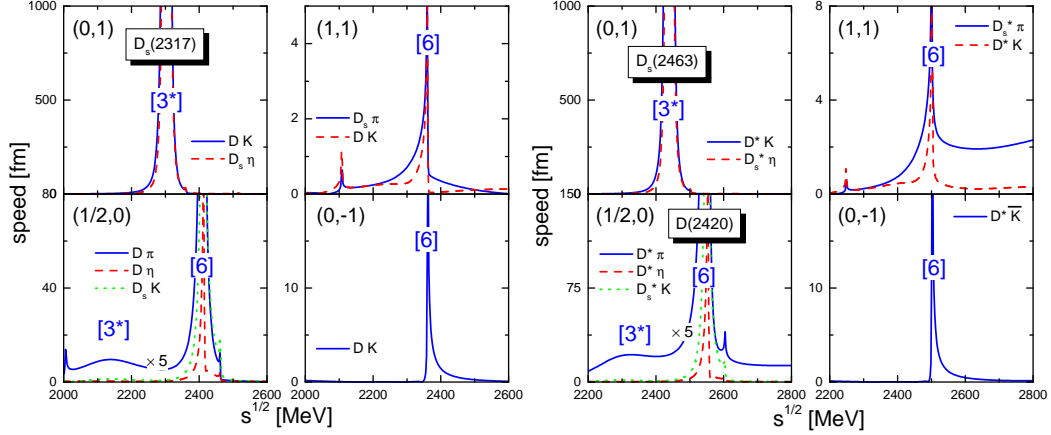 (0,1)
D_s(2317)
[3*]
D K
D_s η
1000
500
80
(1,1)
[6]
D_s π
D K
4
2
0
speed [fm]
(1/2,0)
D π
D η
D_s K
[3*]
[6]
× 5
40
0
2000
2200
2400
2600
(0,-1)
[6]
D K
10
0
2000
2200
2400
2600
s^{1/2} [MeV]
(0,1)
D_s(2463)
[3*]
D* K
D_s* η
1000
500
150
(1,1)
[6]
D_s* π
D* K
8
4
0
speed [fm]
(1/2,0)
D(2420)
D* π
D* η
D_s* K
[3*]
[6]
× 5
75
0
2200
2400
2600
2800
(0,-1)
[6]
D* K̅
10
0
2200
2400
2600
2800
s^{1/2} [MeV]